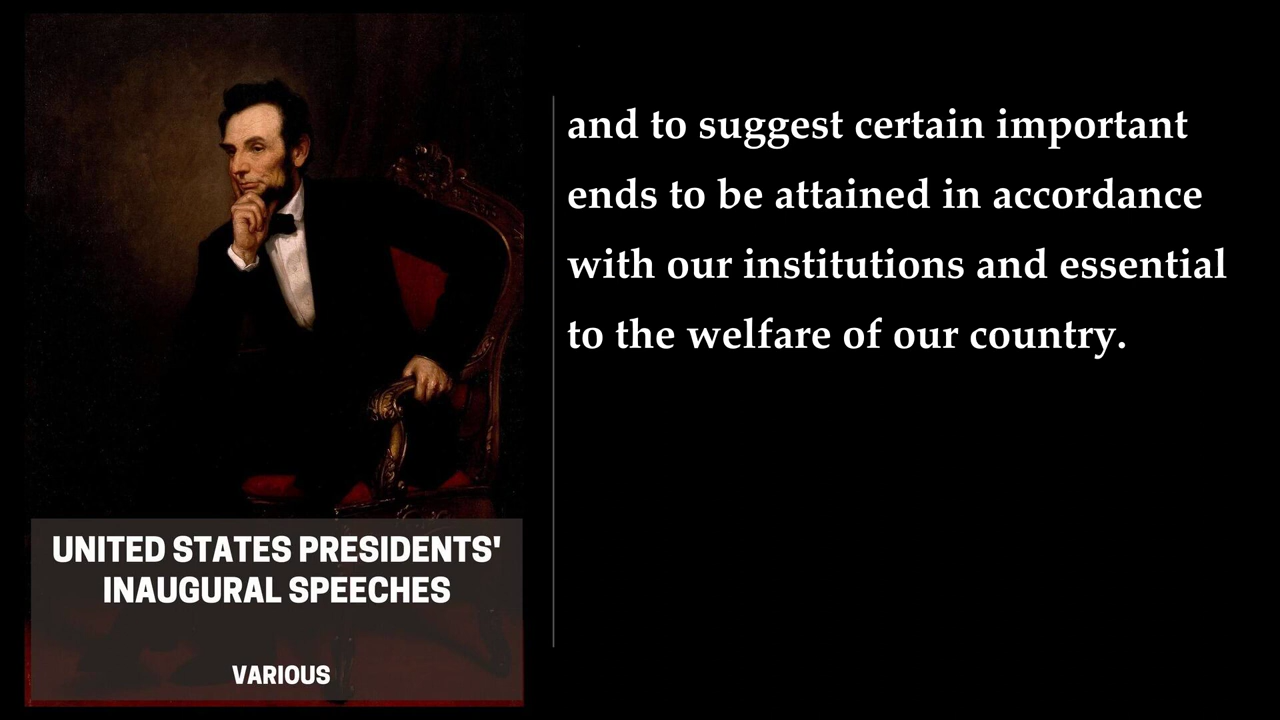 and to suggest certain important
ends to be attained in accordance
with our institutions and essential
to the welfare of our country.
UNITED STATES PRESIDENTS'
INAUGURAL SPEECHES
VARIOUS